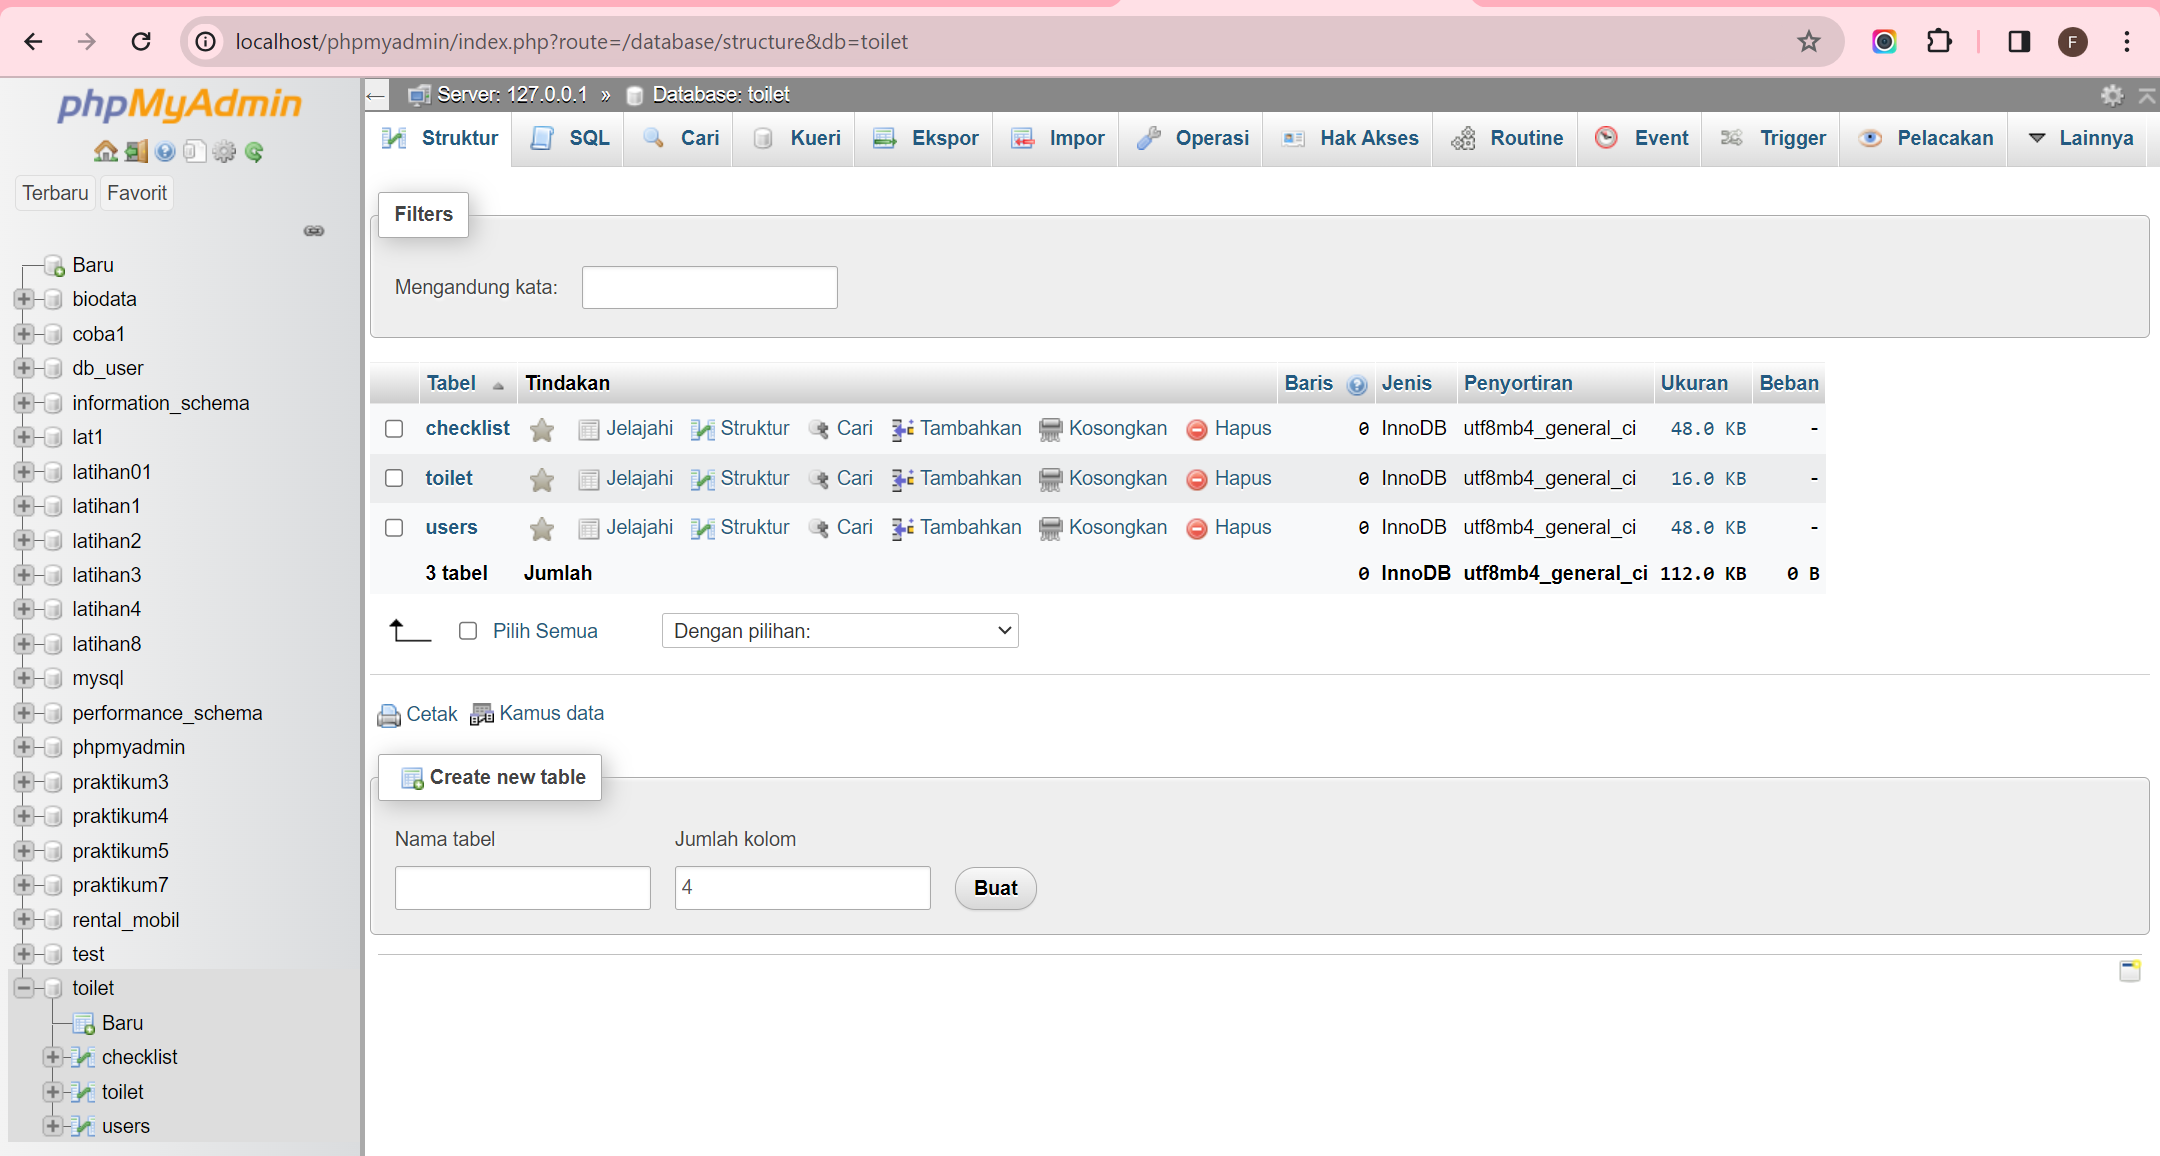 localhost/phpmyadmin/index.php?route=/database/structure&db=toilet
F
phpMyAdmin
Terbaru Favorit
Baru
biodata
coba1
db_user
information_schema
lat1
latihan01
latihan1
latihan2
latihan3
latihan4
latihan8
mysql
performance_schema
phpmyadmin
praktikum3
praktikum4
praktikum5
praktikum7
rental_mobil
test
toilet
Baru
checklist
toilet
users
Server: 127.0.0.1 » Database: toilet
Struktur SQL Cari Kueri Ekspor Impor Operasi Hak Akses Routine Event Trigger Pelacakan Lainnya
Filters
Mengandung kata:
Tabel Tindakan Baris Jenis Penyortiran Ukuran Beban
checklist Jelajahi Struktur Cari Tambahkan Kosongkan Hapus 0 InnoDB utf8mb4_general_ci 48.0 KB -
toilet Jelajahi Struktur Cari Tambahkan Kosongkan Hapus 0 InnoDB utf8mb4_general_ci 16.0 KB -
users Jelajahi Struktur Cari Tambahkan Kosongkan Hapus 0 InnoDB utf8mb4_general_ci 48.0 KB -
3 tabel Jumlah 0 InnoDB utf8mb4_general_ci 112.0 KB 0 B
Pilih Semua Dengan pilihan:
Cetak Kamus data
Create new table
Nama tabel Jumlah kolom
4 Buat